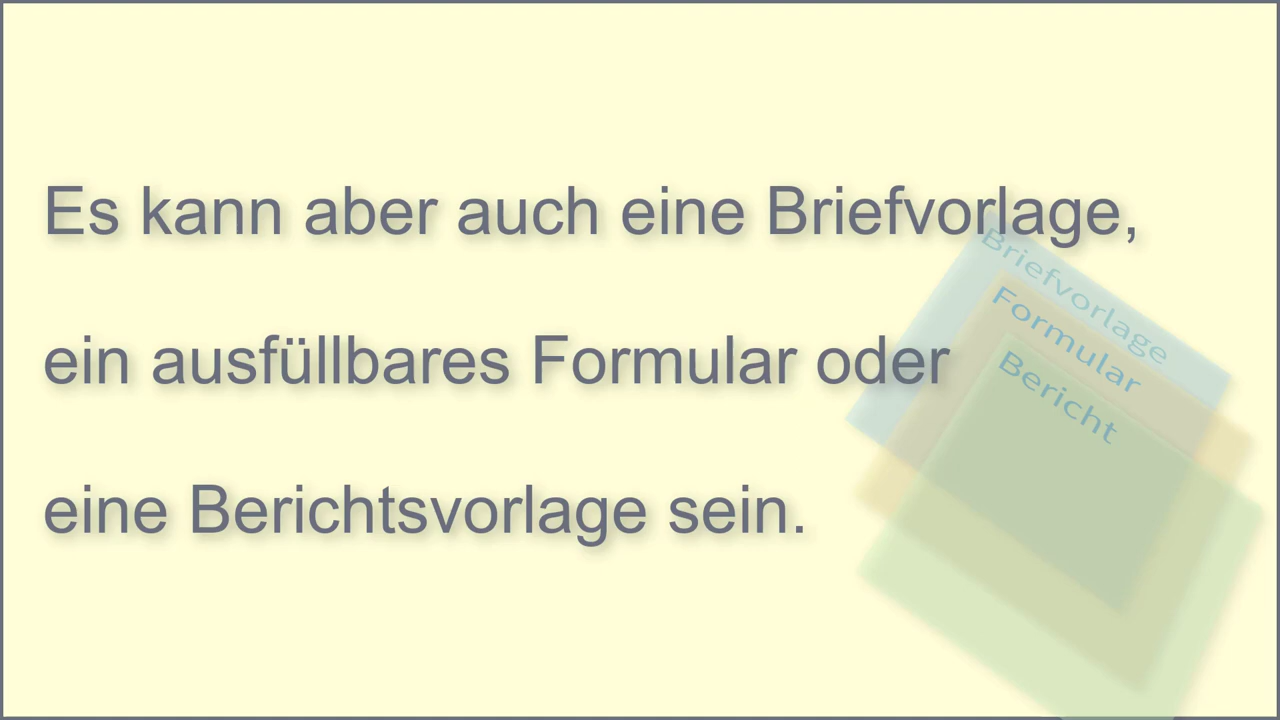 Es kann aber auch eine Briefvorlage,
ein ausfüllbares Formular oder
eine Berichtsvorlage sein.
Briefvorlage
Formular
Bericht